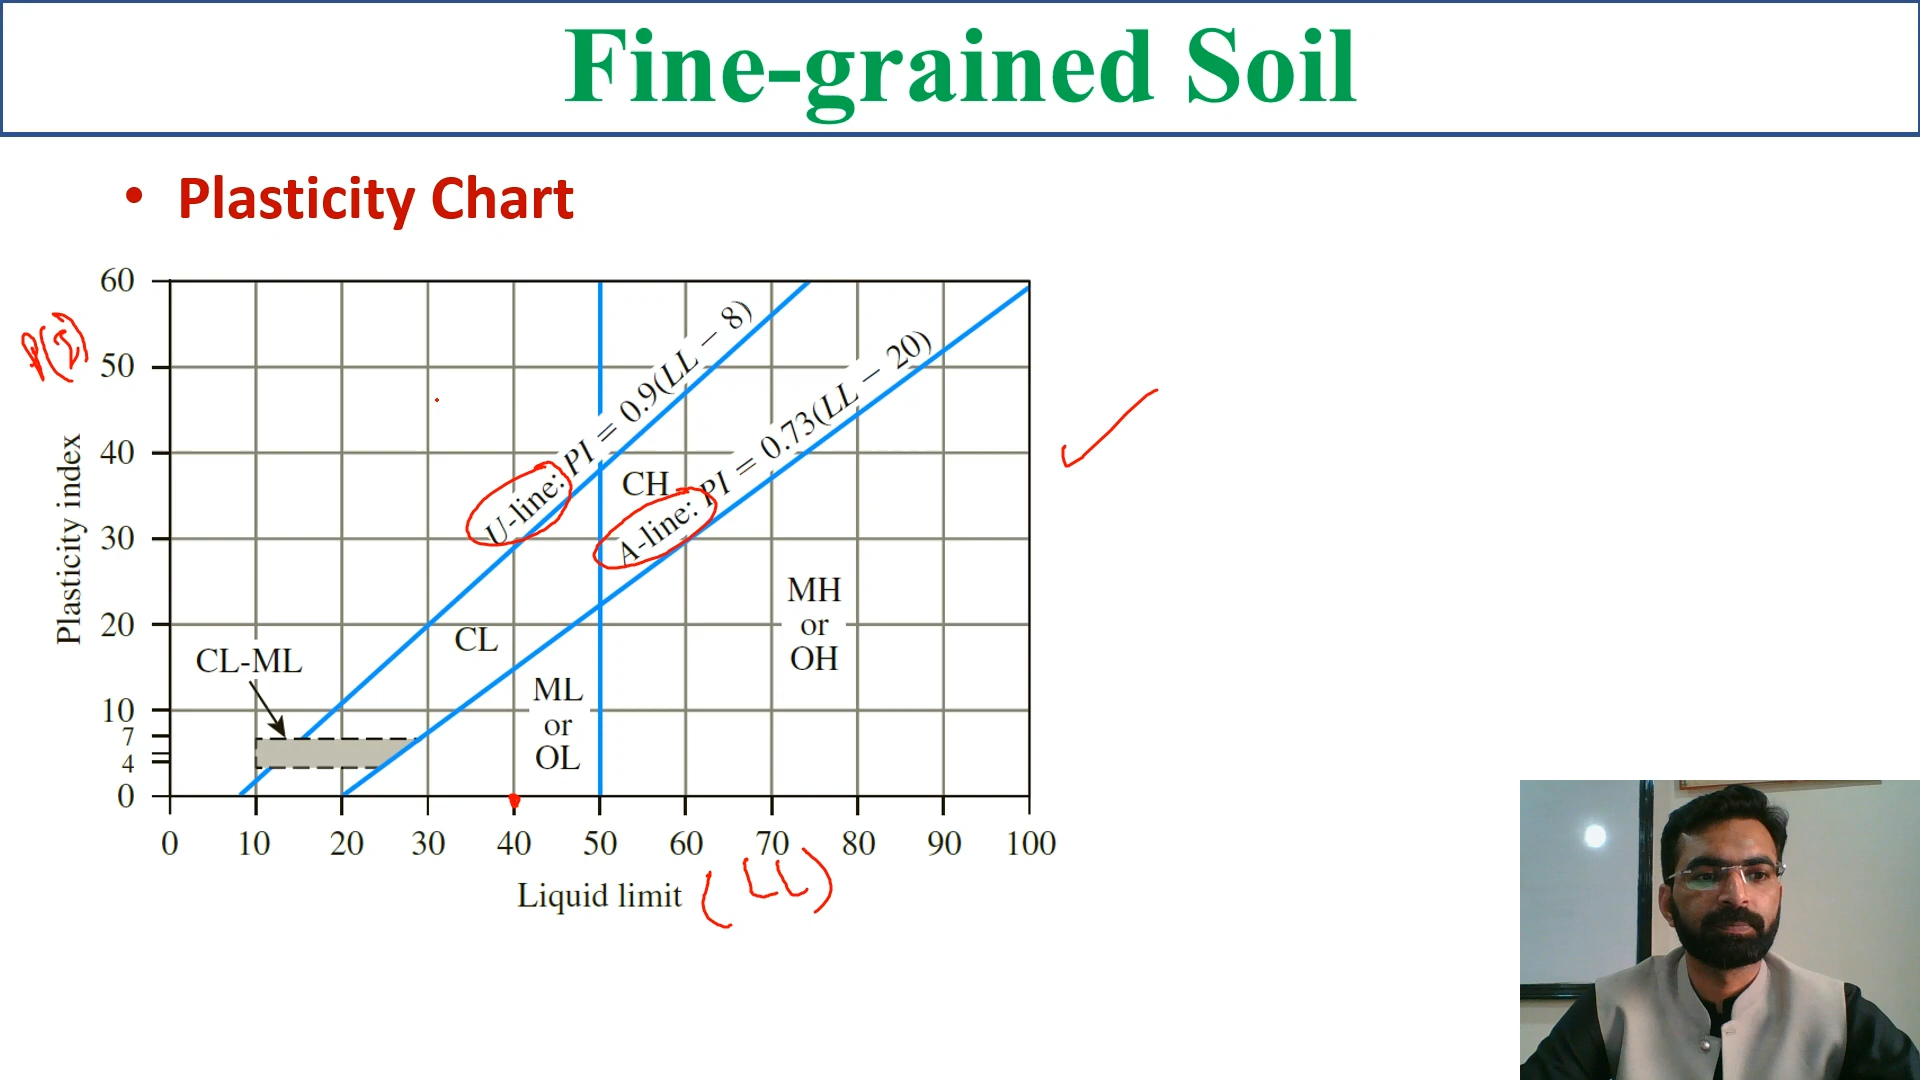 Fine-grained Soil
• Plasticity Chart
60
50
40
30
20
10
7
4
0
Plasticity index
P(I)
U-line: PI = 0.9(LL − 8)
A-line: PI = 0.73(LL − 20)
CH
CL
CL-ML
MH
or
OH
ML
or
OL
0 10 20 30 40 50 60 70 80 90 100
Liquid limit (LL)